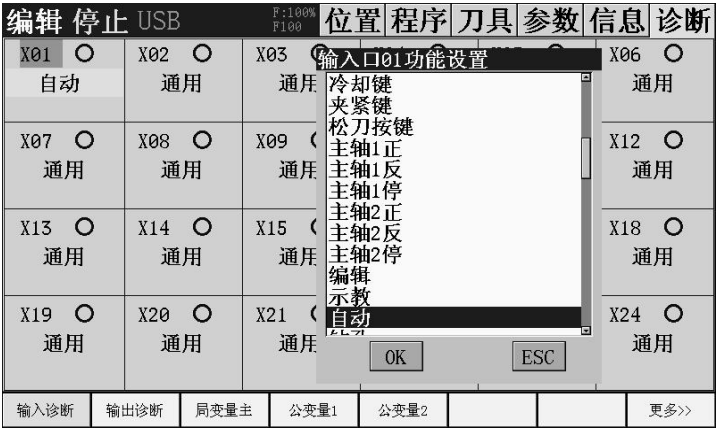 编辑 停止 USB F:100% F100 位置 程序 刀具 参数 信息 诊断
X01 X02 X03 X06
自动 通用 通用 通用
X07 X08 X09 X12
通用 通用 通用 通用
X13 X14 X15 X18
通用 通用 通用 通用
X19 X20 X21 X24
通用 通用 通用 通用
输入口01功能设置
冷却键
夹紧键
松刀按键
主轴1正
主轴1反
主轴1停
主轴2正
主轴2反
主轴2停
编辑
示教
自动
OK ESC
输入诊断 输出诊断 局变量主 公变量1 公变量2 更多>>